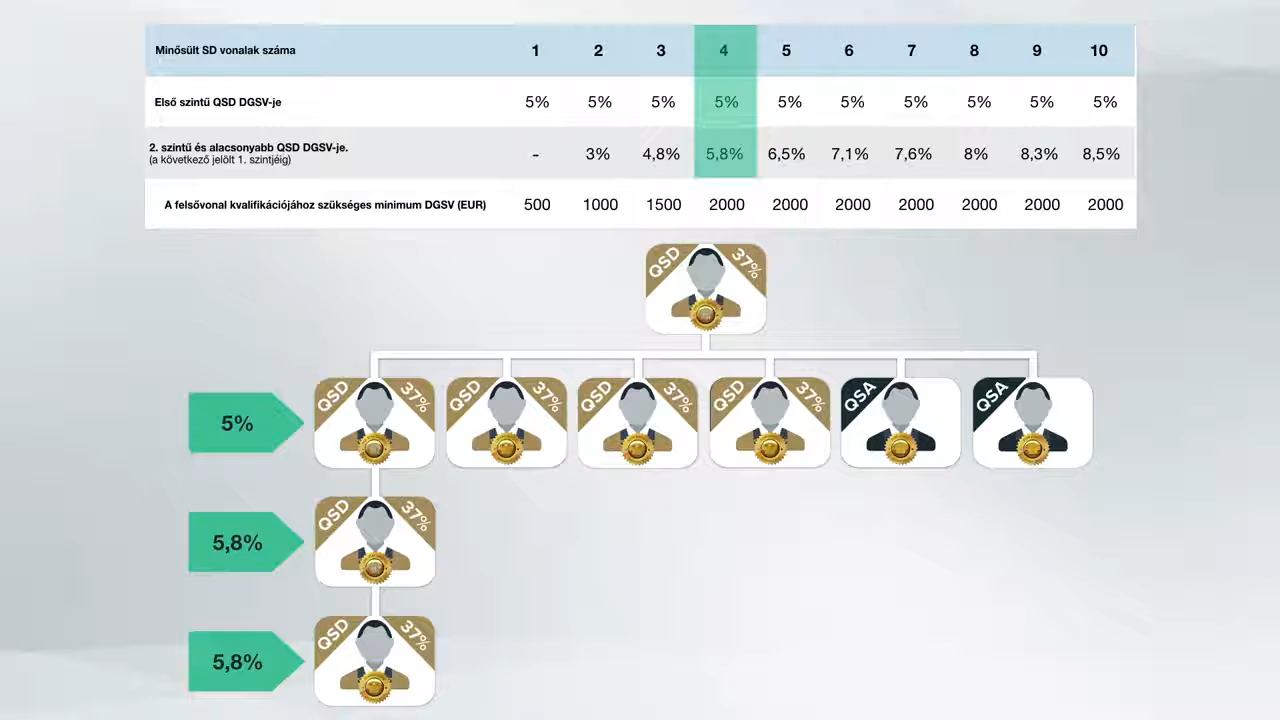 Minősült SD vonalak száma 1 2 3 4 5 6 7 8 9 10
Első szintű QSD DGSV-je 5% 5% 5% 5% 5% 5% 5% 5% 5% 5%
2. szintű és alacsonyabb QSD DGSV-je. - 3% 4,8% 5,8% 6,5% 7,1% 7,6% 8% 8,3% 8,5%
(a következő jelölt 1. szintjéig)
A felsővonal kvalifikációjához szükséges minimum DGSV (EUR) 500 1000 1500 2000 2000 2000 2000 2000 2000 2000
QSD 37%
5% QSD 37% QSD 37% QSD 37% QSD 37% QSA QSA
5,8% QSD 37%
5,8% QSD 37%